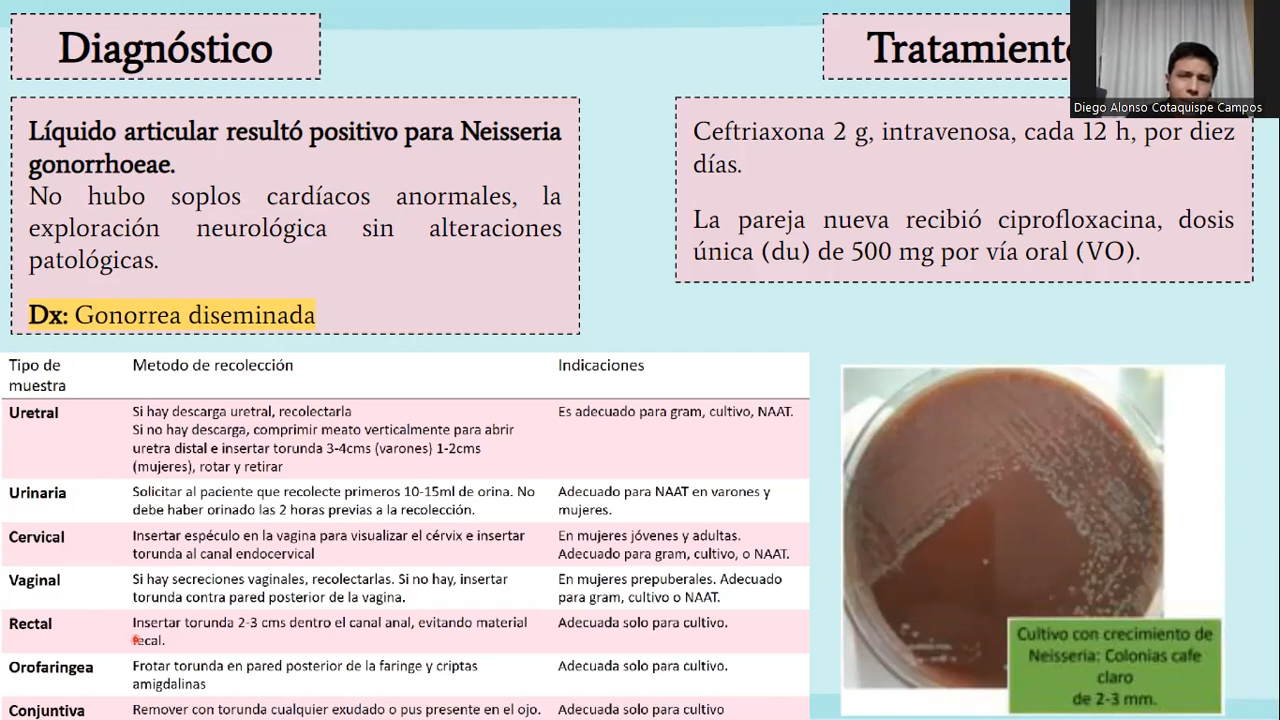 Diagnóstico
Tratamiento
Diego Alonso Cotaquispe Campos
Líquido articular resultó positivo para Neisseria
gonorrhoeae.
No hubo soplos cardíacos anormales, la
exploración neurológica sin alteraciones
patológicas.
Dx: Gonorrea diseminada
Ceftriaxona 2 g, intravenosa, cada 12 h, por diez
días.
La pareja nueva recibió ciprofloxacina, dosis
única (du) de 500 mg por vía oral (VO).
Tipo de
muestra
Metodo de recolección
Indicaciones
Uretral
Si hay descarga uretral, recolectarla
Si no hay descarga, comprimir meato verticalmente para abrir
uretra distal e insertar torunda 3-4cms (varones) 1-2cms
(mujeres), rotar y retirar
Es adecuado para gram, cultivo, NAAT.
Urinaria
Solicitar al paciente que recolecte primeros 10-15ml de orina. No
debe haber orinado las 2 horas previas a la recolección.
Adecuado para NAAT en varones y
mujeres.
Cervical
Insertar espéculo en la vagina para visualizar el cérvix e insertar
torunda al canal endocervical
En mujeres jóvenes y adultas.
Adecuado para gram, cultivo, o NAAT.
Vaginal
Si hay secreciones vaginales, recolectarlas. Si no hay, insertar
torunda contra pared posterior de la vagina.
En mujeres prepuberales. Adecuado
para gram, cultivo o NAAT.
Rectal
Insertar torunda 2-3 cms dentro el canal anal, evitando material
fecal.
Adecuada solo para cultivo.
Orofaringea
Frotar torunda en pared posterior de la faringe y criptas
amigdalinas
Adecuada solo para cultivo.
Conjuntiva
Remover con torunda cualquier exudado o pus presente en el ojo.
Adecuada solo para cultivo
Cultivo con crecimiento de
Neisseria: Colonias cafe
claro
de 2-3 mm.